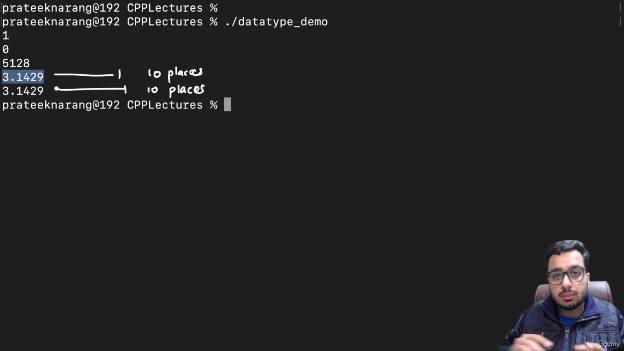 prateeknarang@192 CPPLectures %
prateeknarang@192 CPPLectures % ./datatype_demo
1
0
5128
3.1429 10 places
3.1429 10 places
prateeknarang@192 CPPLectures %